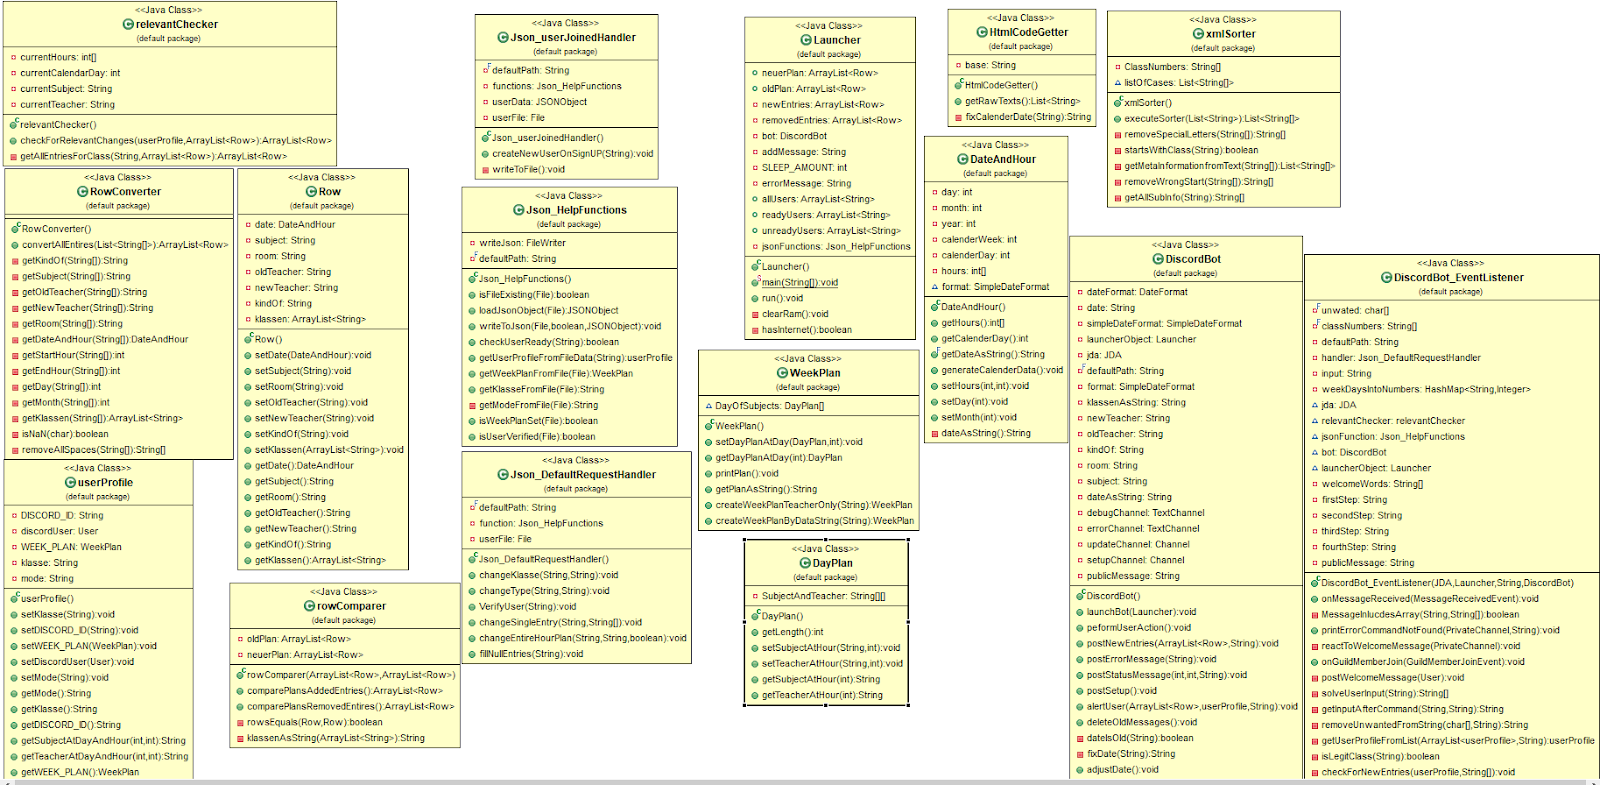 <<Java Class>>
relevantChecker
(default package)
currentHours: int[]
currentCalendarDay: int
currentSubject: String
currentTeacher: String
relevantChecker()
checkForRelevantChanges(userProfile,ArrayList<Row>):ArrayList<Row>
getAllEntriesForClass(String,ArrayList<Row>):ArrayList<Row>
<<Java Class>>
RowConverter
(default package)
RowConverter()
convertAllEntires(List<String[]>):ArrayList<Row>
getKindOf(String[]):String
getSubject(String[]):String
getOldTeacher(String[]):String
getNewTeacher(String[]):String
getRoom(String[]):String
getDateAndHour(String[]):DateAndHour
getStartHour(String[]):int
getEndHour(String[]):int
getDay(String[]):int
getMonth(String[]):int
getKlassen(String[]):ArrayList<String>
isNaN(char):boolean
removeAllSpaces(String[]):String[]
<<Java Class>>
userProfile
(default package)
DISCORD_ID: String
discordUser: User
WEEK_PLAN: WeekPlan
klasse: String
mode: String
userProfile()
setKlasse(String):void
setDISCORD_ID(String):void
setWEEK_PLAN(WeekPlan):void
setDiscordUser(User):void
setMode(String):void
getMode():String
getKlasse():String
getDISCORD_ID():String
getSubjectAtDayAndHour(int,int):String
getTeacherAtDayAndHour(int,int):String
getWEEK_PLAN():WeekPlan
<<Java Class>>
Row
(default package)
date: DateAndHour
subject: String
room: String
oldTeacher: String
newTeacher: String
kindOf: String
klassen: ArrayList<String>
Row()
setDate(DateAndHour):void
setSubject(String):void
setRoom(String):void
setOldTeacher(String):void
setNewTeacher(String):void
setKindOf(String):void
setKlassen(ArrayList<String>):void
getDate():DateAndHour
getSubject():String
getRoom():String
getOldTeacher():String
getNewTeacher():String
getKindOf():String
getKlassen():ArrayList<String>
<<Java Class>>
rowComparer
(default package)
oldPlan: ArrayList<Row>
neuerPlan: ArrayList<Row>
rowComparer(ArrayList<Row>,ArrayList<Row>)
comparePlansAddedEntries():ArrayList<Row>
comparePlansRemovedEntires():ArrayList<Row>
rowsEquals(Row,Row):boolean
klassenAsString(ArrayList<String>):String
<<Java Class>>
Json_userJoinedHandler
(default package)
defaultPath: String
functions: Json_HelpFunctions
userData: JSONObject
userFile: File
Json_userJoinedHandler()
createNewUserOnSignUP(String):void
writeToFile():void
<<Java Class>>
Json_HelpFunctions
(default package)
writeJson: FileWriter
defaultPath: String
Json_HelpFunctions()
isFileExisting(File):boolean
loadJsonObject(File):JSONObject
writeToJson(File,boolean,JSONObject):void
checkUserReady(String):boolean
getUserProfileFromFileData(String):userProfile
getWeekPlanFromFile(File):WeekPlan
getKlasseFromFile(File):String
getModeFromFile(File):String
isWeekPlanSet(File):boolean
isUserVerified(File):boolean
<<Java Class>>
Json_DefaultRequestHandler
(default package)
defaultPath: String
function: Json_HelpFunctions
userFile: File
Json_DefaultRequestHandler()
changeKlasse(String,String):void
changeType(String,String):void
VerifyUser(String):void
changeSingleEntry(String,String[]):void
changeEntireHourPlan(String,String,boolean):void
fillNullEntries(String):void
<<Java Class>>
Launcher
(default package)
neuerPlan: ArrayList<Row>
oldPlan: ArrayList<Row>
newEntries: ArrayList<Row>
removedEntries: ArrayList<Row>
bot: DiscordBot
addMessage: String
SLEEP_AMOUNT: int
errorMessage: String
allUsers: ArrayList<String>
readyUsers: ArrayList<String>
unreadyUsers: ArrayList<String>
jsonFunctions: Json_HelpFunctions
Launcher()
main(String[]):void
run():void
clearRam():void
hasInternet():boolean
<<Java Class>>
WeekPlan
(default package)
DayOfSubjects: DayPlan[]
WeekPlan()
setDayPlanAtDay(DayPlan,int):void
getDayPlanAtDay(int):DayPlan
printPlan():void
getPlanAsString():String
createWeekPlanTeacherOnly(String):WeekPlan
createWeekPlanByDataString(String):WeekPlan
<<Java Class>>
DayPlan
(default package)
SubjectAndTeacher: String[][]
DayPlan()
getLength():int
setSubjectAtHour(String,int):void
setTeacherAtHour(String,int):void
getSubjectAtHour(int):String
getTeacherAtHour(int):String
<<Java Class>>
HtmlCodeGetter
(default package)
base: String
HtmlCodeGetter()
getRawTexts():List<String>
fixCalenderDate(String):String
<<Java Class>>
DateAndHour
(default package)
day: int
month: int
year: int
calenderWeek: int
calenderDay: int
hours: int[]
format: SimpleDateFormat
DateAndHour()
getHours():int[]
getCalenderDay():int
getDateAsString():String
generateCalenderData():void
setHours(int,int):void
setDay(int):void
setMonth(int):void
dateAsString():String
<<Java Class>>
xmlSorter
(default package)
ClassNumbers: String[]
listOfCases: List<String[]>
xmlSorter()
executeSorter(List<String>):List<String[]>
removeSpecialLetters(String[]):String[]
startsWithClass(String):boolean
getMetaInformationfromText(String[]):List<String[]>
removeWrongStart(String[]):String[]
getAllSubInfo(String):String[]
<<Java Class>>
DiscordBot
(default package)
dateFormat: DateFormat
date: String
simpleDateFormat: SimpleDateFormat
launcherObject: Launcher
jda: JDA
defaultPath: String
format: SimpleDateFormat
klassenAsString: String
newTeacher: String
oldTeacher: String
kindOf: String
room: String
subject: String
dateAsString: String
debugChannel: TextChannel
errorChannel: TextChannel
updateChannel: Channel
setupChannel: Channel
publicMessage: String
DiscordBot()
launchBot(Launcher):void
peformUserAction():void
postNewEntries(ArrayList<Row>,String):void
postErrorMessage(String):void
postStatusMessage(int,int,String):void
postSetup():void
alertUser(ArrayList<Row>,userProfile,String):void
deleteOldMessages():void
dateIsOld(String):boolean
fixDate(String):String
adjustDate():void
<<Java Class>>
DiscordBot_EventListener
(default package)
unwated: char[]
classNumbers: String[]
defaultPath: String
handler: Json_DefaultRequestHandler
input: String
weekDaysIntoNumbers: HashMap<String,Integer>
jda: JDA
relevantChecker: relevantChecker
jsonFunction: Json_HelpFunctions
bot: DiscordBot
launcherObject: Launcher
welcomeWords: String[]
firstStep: String
secondStep: String
thirdStep: String
fourthStep: String
publicMessage: String
DiscordBot_EventListener(JDA,Launcher,String,DiscordBot)
onMessageReceived(MessageReceivedEvent):void
MessageInlucdesArray(String,String[]):boolean
printErrorCommandNotFound(PrivateChannel,String):void
reactToWelcomeMessage(PrivateChannel):void
onGuildMemberJoin(GuildMemberJoinEvent):void
postWelcomeMessage(User):void
solveUserInput(String):String[]
getInputAfterCommand(String,String):String
removeUnwantedFromString(char[],String):String
getUserProfileFromList(ArrayList<userProfile>,String):userProfile
isLegitClass(String):boolean
checkForNewEntries(userProfile,String[]):void